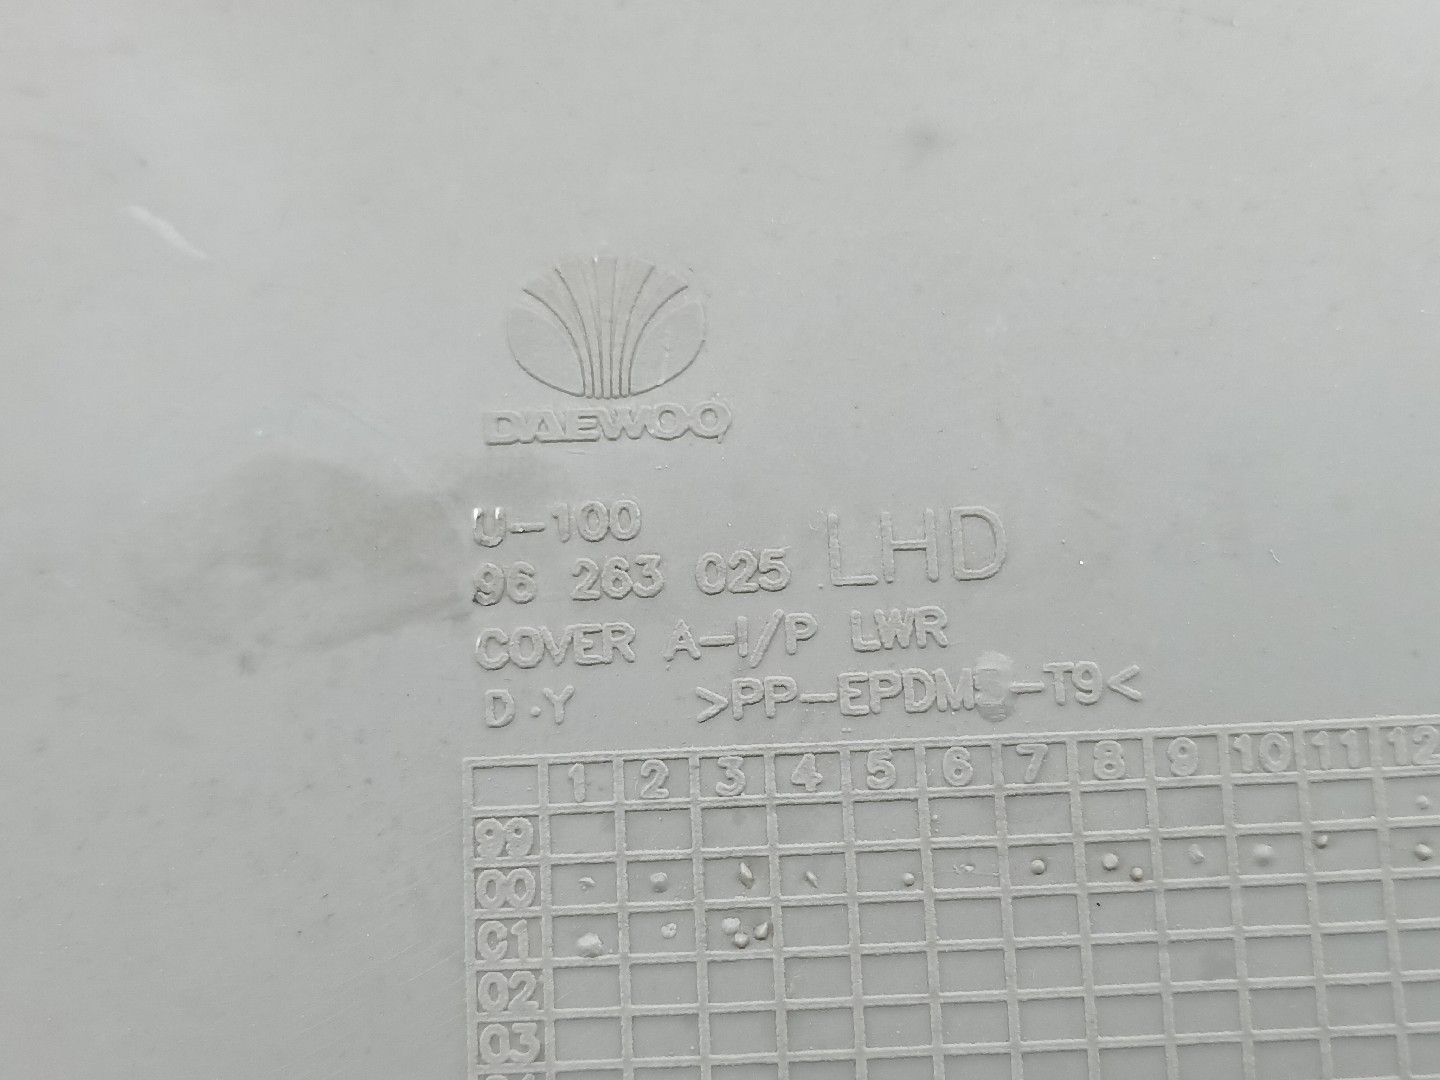 DAEWOO
U-100
96 263 025 LHD
COVER A-I/P LWR
D.Y >PP-EPDM -T9<
1 2 3 4 5 6 7 8 9 10 11 12
99
00
01
02
03